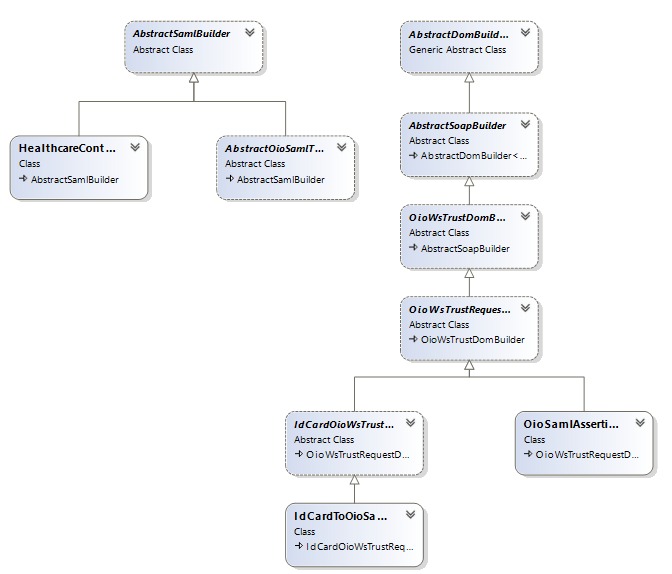 AbstractSamlBuilder
Abstract Class
AbstractDomBuild...
Generic Abstract Class
AbstractSoapBuilder
Abstract Class
AbstractDomBuilder<...
HealthcareCont...
Class
AbstractSamlBuilder
AbstractOioSamlT...
Abstract Class
AbstractSamlBuilder
OioWsTrustDomB...
Abstract Class
AbstractSoapBuilder
OioWsTrustReques...
Abstract Class
OioWsTrustDomBuilder
IdCardOioWsTrust...
Abstract Class
OioWsTrustRequestD...
OioSamlAsserti...
Class
OioWsTrustRequestD...
IdCardToOioSa...
Class
IdCardOioWsTrustReq...